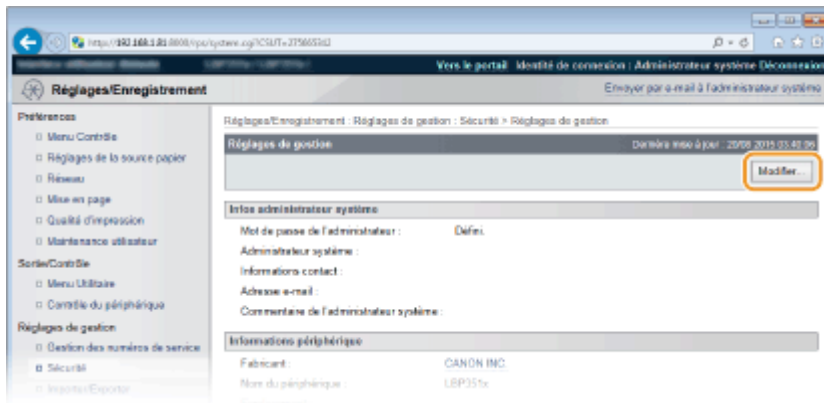 Vers le portail Identité de connexion : Administrateur système Déconnexion
Réglages/Enregistrement
Envoyer par e-mail à l'administrateur système
Préférences
Menu Contrôle
Réglages de la source papier
Réseau
Mise en page
Qualité d'impression
Maintenance utilisateur
Sortie/Contrôle
Menu Utilitaire
Contrôle du périphérique
Réglages de gestion
Gestion des numéros de service
Sécurité
Importer/Exporter
Réglages/Enregistrement : Réglages de gestion : Sécurité > Réglages de gestion
Réglages de gestion
Dernière mise à jour : 20/08 2015 03:40:06
Modifier...
Infos administrateur système
Mot de passe de l'administrateur : Défini.
Administrateur système :
Informations contact :
Adresse e-mail :
Commentaire de l'administrateur système :
Informations périphérique
Fabricant : CANON INC.
Nom du périphérique : LBP351x